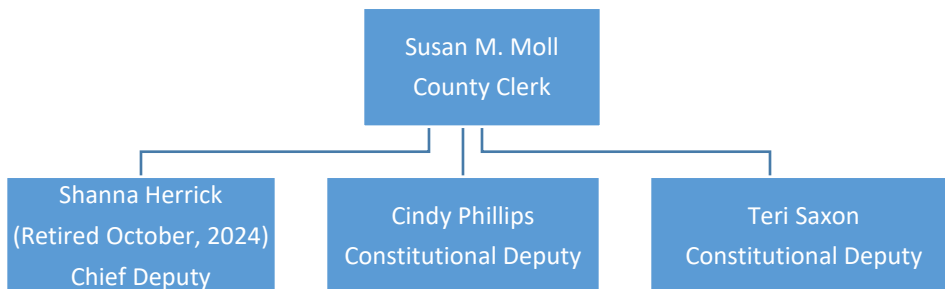 Susan M. Moll
County Clerk
Shanna Herrick
(Retired October, 2024)
Chief Deputy
Cindy Phillips
Constitutional Deputy
Teri Saxon
Constitutional Deputy